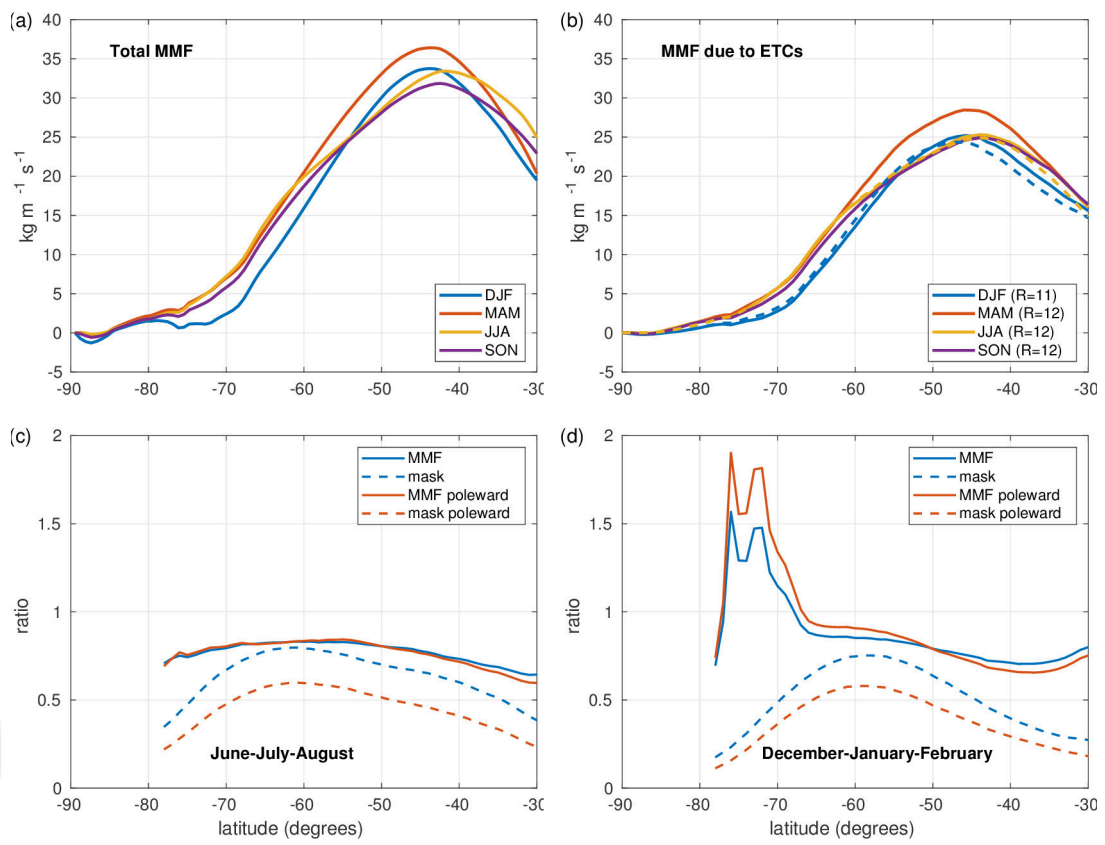 (a)
Total MMF
kg m -1 s-1
40
35
30
25
20
15
10
5
0
-5
-90
-80
-70
-60
-50
-40
-30
DJF
MAM
JJA
SON
(b)
MMF due to ETCs
kg m -1 s-1
40
35
30
25
20
15
10
5
0
-5
-90
-80
-70
-60
-50
-40
-30
DJF (R=11)
MAM (R=12)
JJA (R=12)
SON (R=12)
(c)
ratio
2
1.5
1
0.5
0
-90
-80
-70
-60
-50
-40
-30
MMF
mask
MMF poleward
mask poleward
June-July-August
latitude (degrees)
(d)
ratio
2
1.5
1
0.5
0
-90
-80
-70
-60
-50
-40
-30
MMF
mask
MMF poleward
mask poleward
December-January-February
latitude (degrees)